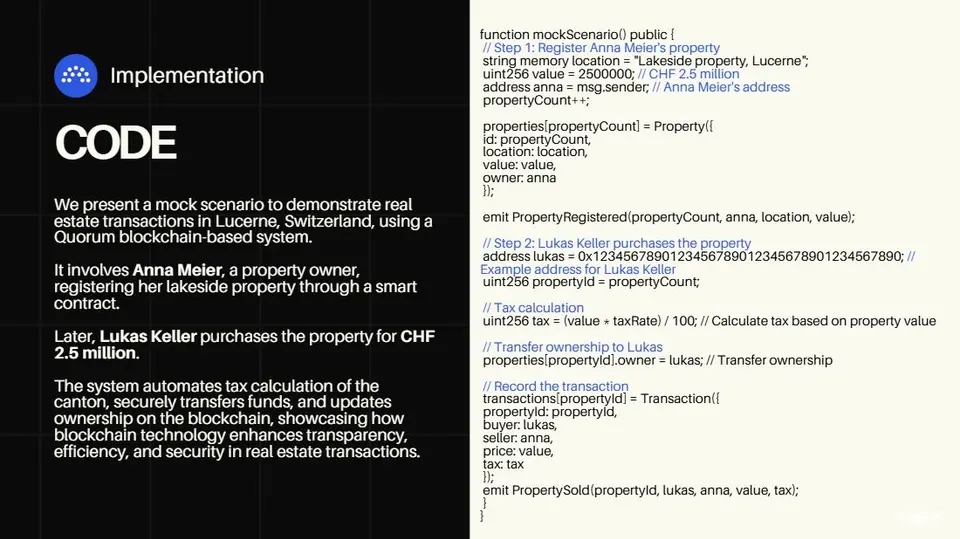 Implementation
CODE
We present a mock scenario to demonstrate real
estate transactions in Lucerne, Switzerland, using a
Quorum blockchain-based system.
It involves Anna Meier, a property owner,
registering her lakeside property through a smart
contract.
Later, Lukas Keller purchases the property for CHF
2.5 million.
The system automates tax calculation of the
canton, securely transfers funds, and updates
ownership on the blockchain, showcasing how
blockchain technology enhances transparency,
efficiency, and security in real estate transactions.
function mockScenario() public {
// Step 1: Register Anna Meier's property
string memory location = "Lakeside property, Lucerne";
uint256 value = 2500000; // CHF 2.5 million
address anna = msg.sender; // Anna Meier's address
propertyCount++;
properties[propertyCount] = Property({
id: propertyCount,
location: location,
value: value,
owner: anna
});
emit PropertyRegistered(propertyCount, anna, location, value);
// Step 2: Lukas Keller purchases the property
address lukas = 0x1234567890123456789012345678901234567890; //
Example address for Lukas Keller
uint256 propertyId = propertyCount;
// Tax calculation
uint256 tax = (value * taxRate) / 100; // Calculate tax based on property value
// Transfer ownership to Lukas
properties[propertyId].owner = lukas; // Transfer ownership
// Record the transaction
transactions[propertyId] = Transaction({
propertyId: propertyId,
buyer: lukas,
seller: anna,
price: value,
tax: tax
});
emit PropertySold(propertyId, lukas, anna, value, tax);
}
}